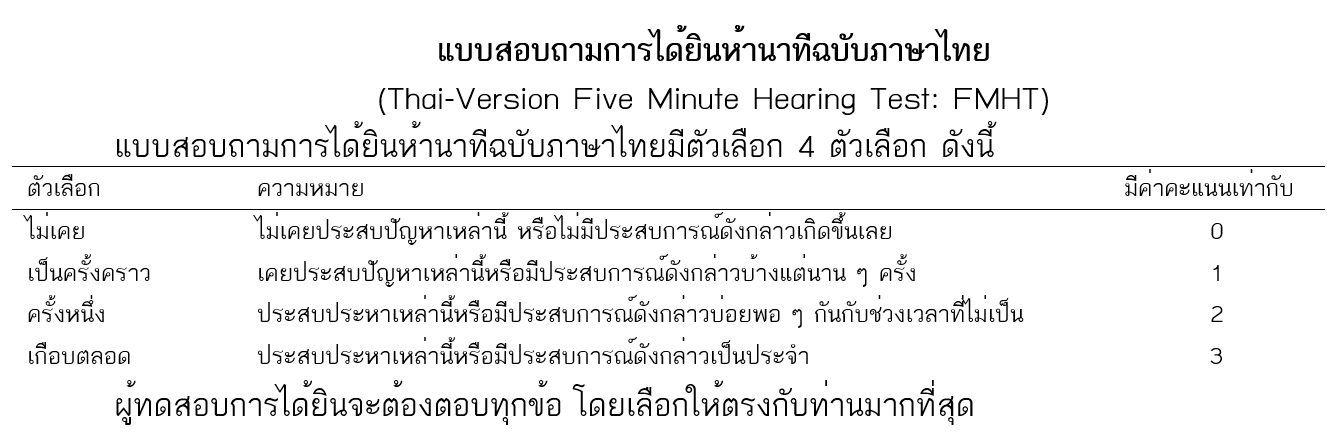 แบบสอบถามการได้ยินห้านาทีฉบับภาษาไทย
(Thai-Version Five Minute Hearing Test: FMHT)
แบบสอบถามการได้ยินห้านาทีฉบับภาษาไทยมีตัวเลือก 4 ตัวเลือก ดังนี้
ตัวเลือก ความหมาย มีค่าคะแนนเท่ากับ
ไม่เคย ไม่เคยประสบปัญหาเหล่านี้ หรือไม่มีประสบการณ์ดังกล่าวเกิดขึ้นเลย 0
เป็นครั้งคราว เคยประสบปัญหาเหล่านี้หรือมีประสบการณ์ดังกล่าวบ้างแต่นาน ๆ ครั้ง 1
ครั้งหนึ่ง ประสบประหาเหล่านี้หรือมีประสบการณ์ดังกล่าวบ่อยพอ ๆ กันกับช่วงเวลาที่ไม่เป็น 2
เกือบตลอด ประสบประหาเหล่านี้หรือมีประสบการณ์ดังกล่าวเป็นประจำ 3
ผู้ทดสอบการได้ยินจะต้องตอบทุกข้อ โดยเลือกให้ตรงกับท่านมากที่สุด